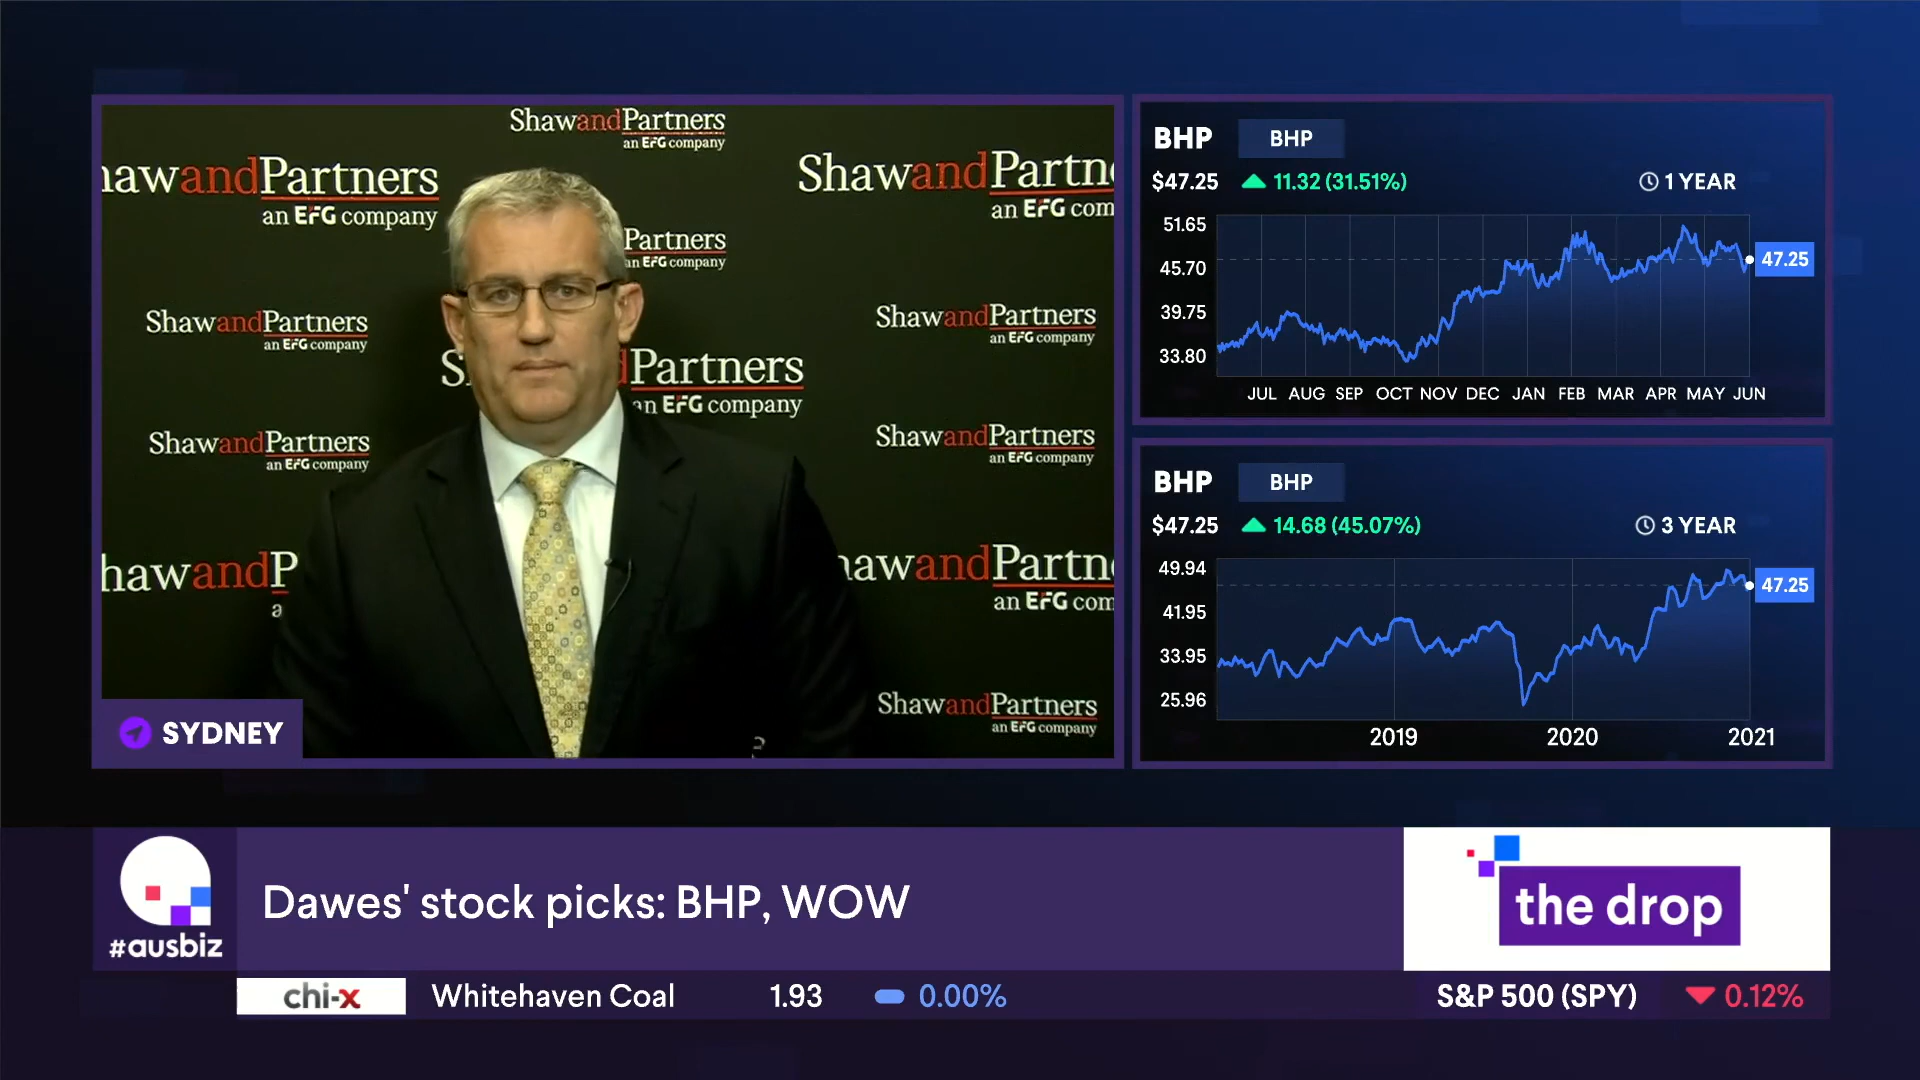 ShawandPartners
an EFG company
hawandPartners
an EFG company
ShawandPartn
an EFG com
Partners
an EFG company
ShawandPartners
an EFG company
ShawandPartners
an EFG company
S
dPartners
an EFG company
ShawandPartners
an EFG company
ShawandPartners
an EFG company
hawandP
a
hawandPartn
an EFG com
ShawandPartners
an EFG company
SYDNEY
BHP BHP
$47.25 11.32 (31.51%) 1 YEAR
51.65
45.70
39.75
33.80
47.25
JUL AUG SEP OCT NOV DEC JAN FEB MAR APR MAY JUN
BHP BHP
$47.25 14.68 (45.07%) 3 YEAR
49.94
41.95
33.95
25.96
47.25
2019 2020 2021
#ausbiz
Dawes' stock picks: BHP, WOW
the drop
chi-x Whitehaven Coal 1.93 0.00% S&P 500 (SPY) 0.12%